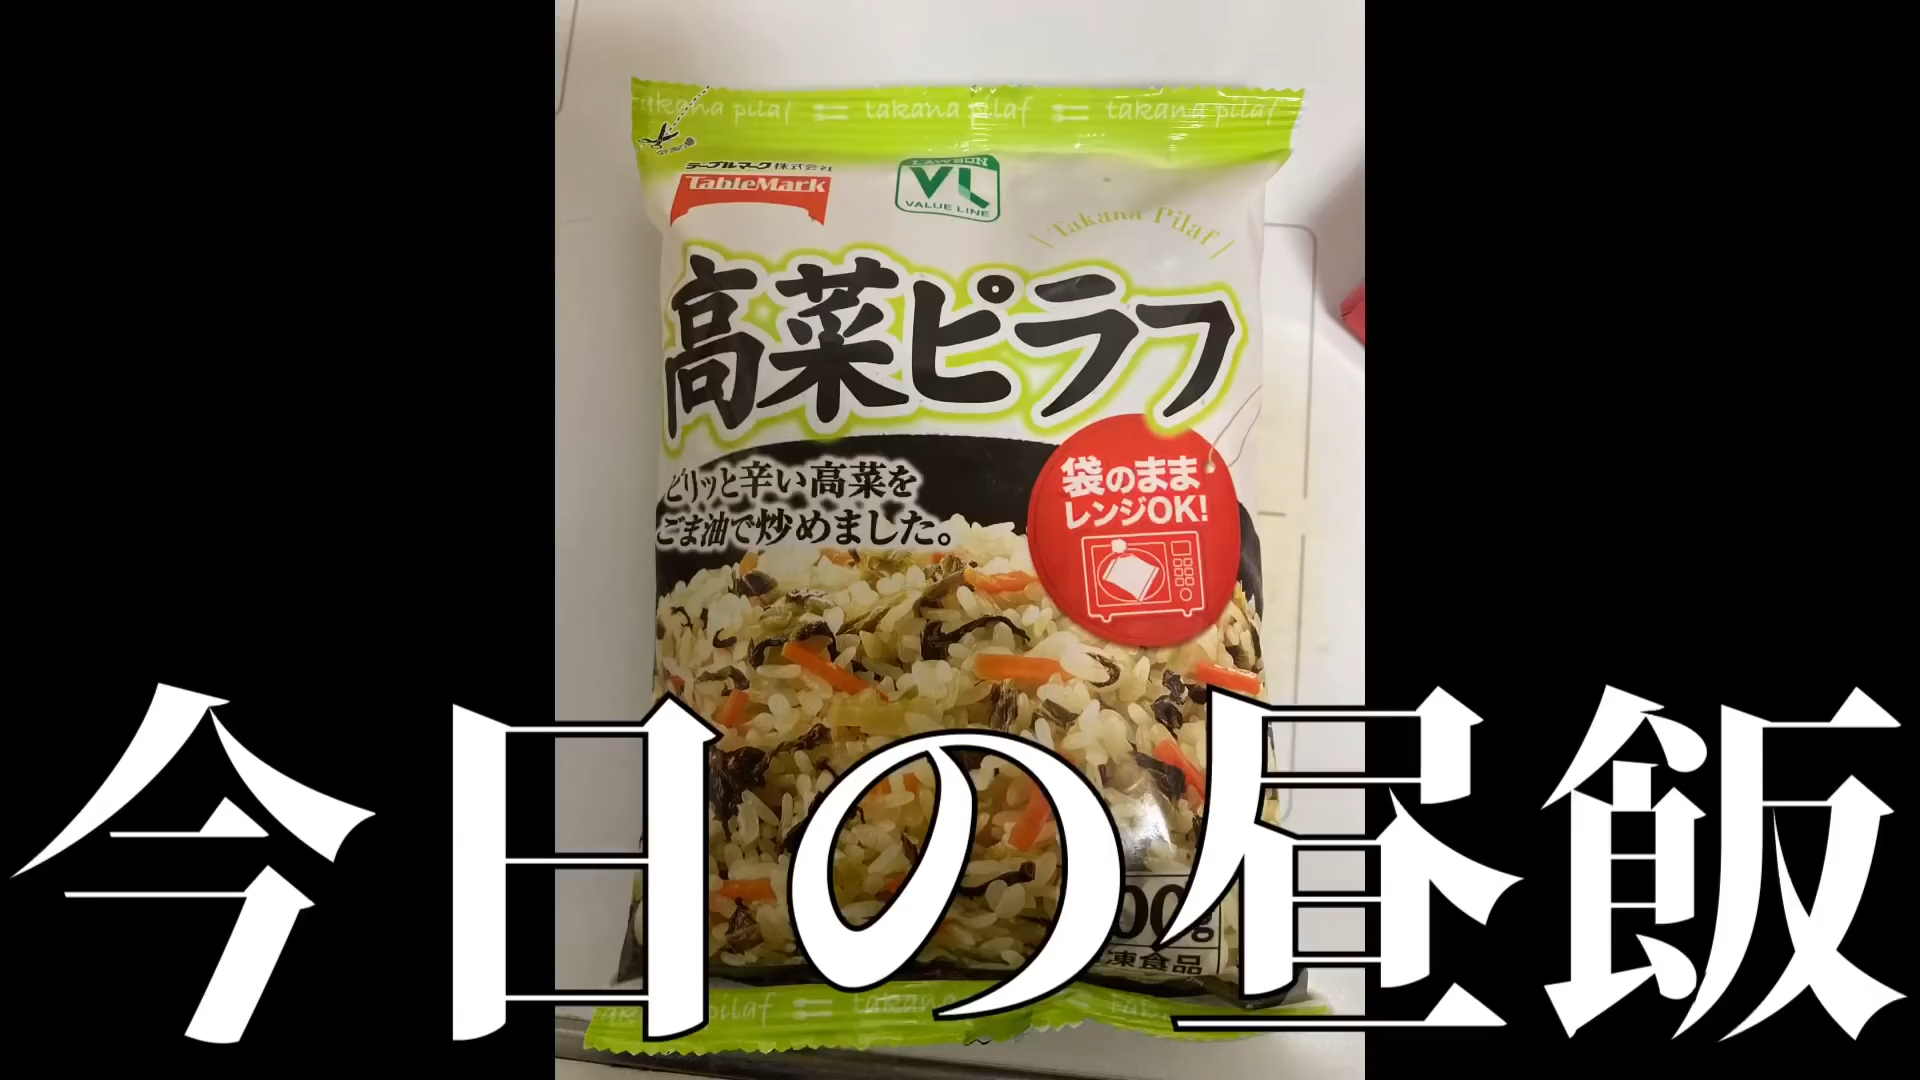 takana pilaf takana pilaf takana pilaf
テーブルマーク株式会社
TableMark
LAWSON
VL
VALUE LINE
Takana Pilaf
高菜ピラフ
ピリッと辛い高菜を
ごま油で炒めました。
袋のまま
レンジOK!
今日の昼飯
00g
凍食品
pilaf takana